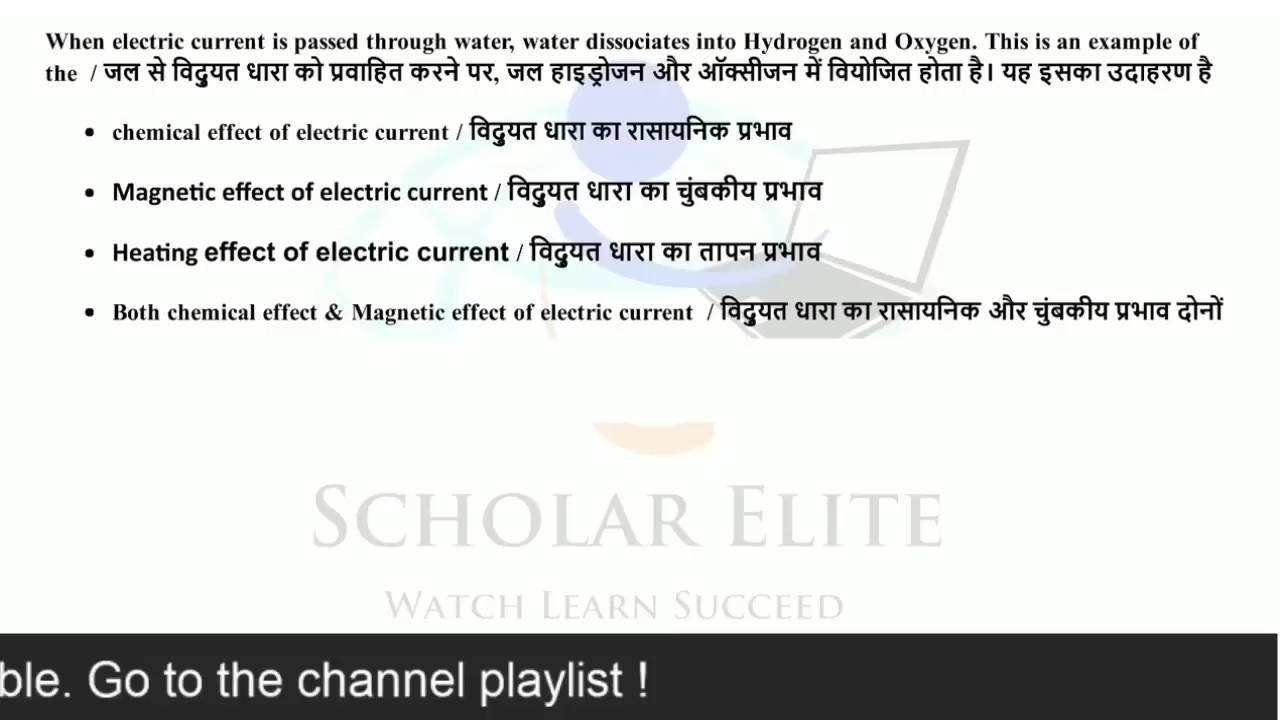 When electric current is passed through water, water dissociates into Hydrogen and Oxygen. This is an example of
the / जल से विद्युयत धारा को प्रवाहित करने पर, जल हाइड्रोजन और ऑक्सीजन में वियोजित होता है। यह इसका उदाहरण है
• chemical effect of electric current / विद्युयत धारा का रासायनिक प्रभाव
• Magnetic effect of electric current / विद्युयत धारा का चुंबकीय प्रभाव
• Heating effect of electric current / विद्युयत धारा का तापन प्रभाव
• Both chemical effect & Magnetic effect of electric current / विद्युयत धारा का रासायनिक और चुंबकीय प्रभाव दोनों
SCHOLAR ELITE
WATCH LEARN SUCCEED
ble. Go to the channel playlist !